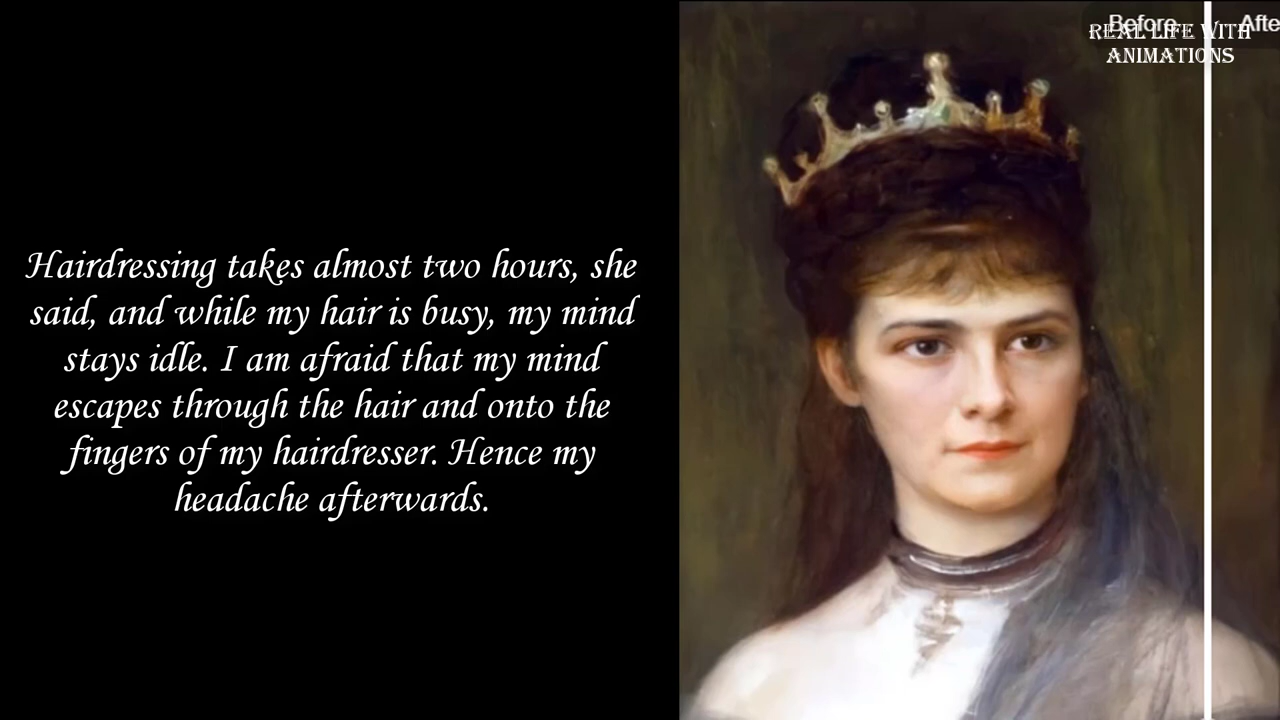 Hairdressing takes almost two hours, she
said, and while my hair is busy, my mind
stays idle. I am afraid that my mind
escapes through the hair and onto the
fingers of my hairdresser. Hence my
headache afterwards.
Before
Afte
REAL LIFE WITH
ANIMATIONS